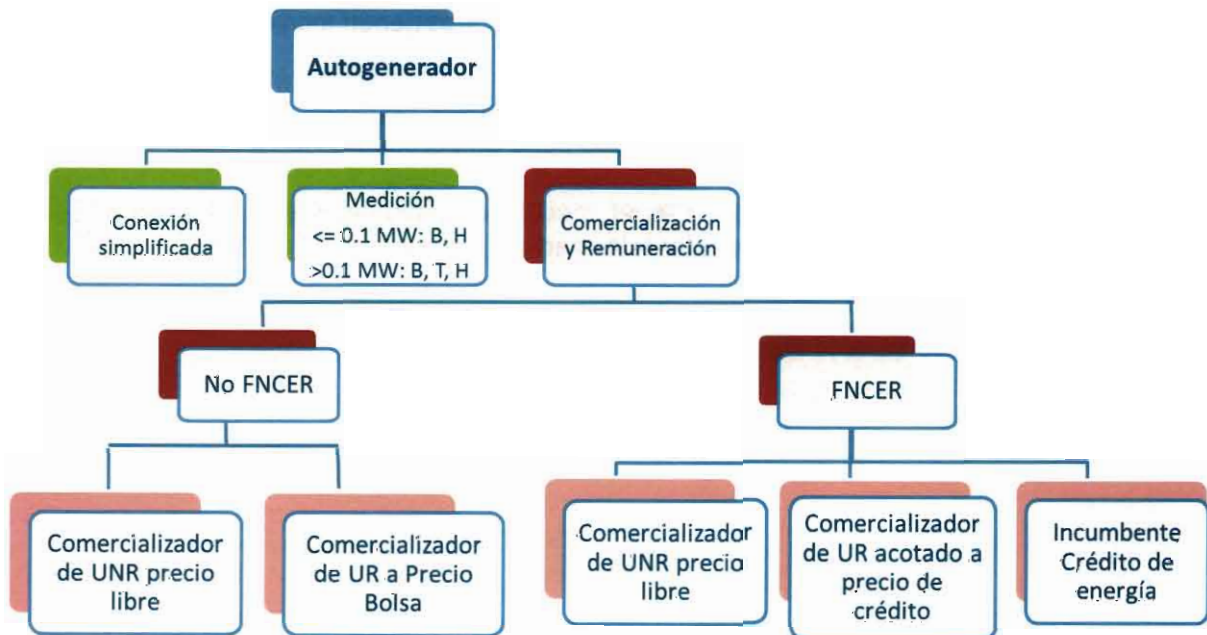 Autogenerador
Conexión
simplificada
Medición
<= 0.1 MW: B, H
>0.1 MW: B, T, H
Comercialización
y Remuneración
No FNCER
FNCER
Comercializador
de UNR precio
libre
Comercializador
de UR a Precio
Bolsa
Comercializador
de UNR precio
libre
Comercializador
de UR acotado a
precio de
crédito
Incumbente
Crédito de
energía